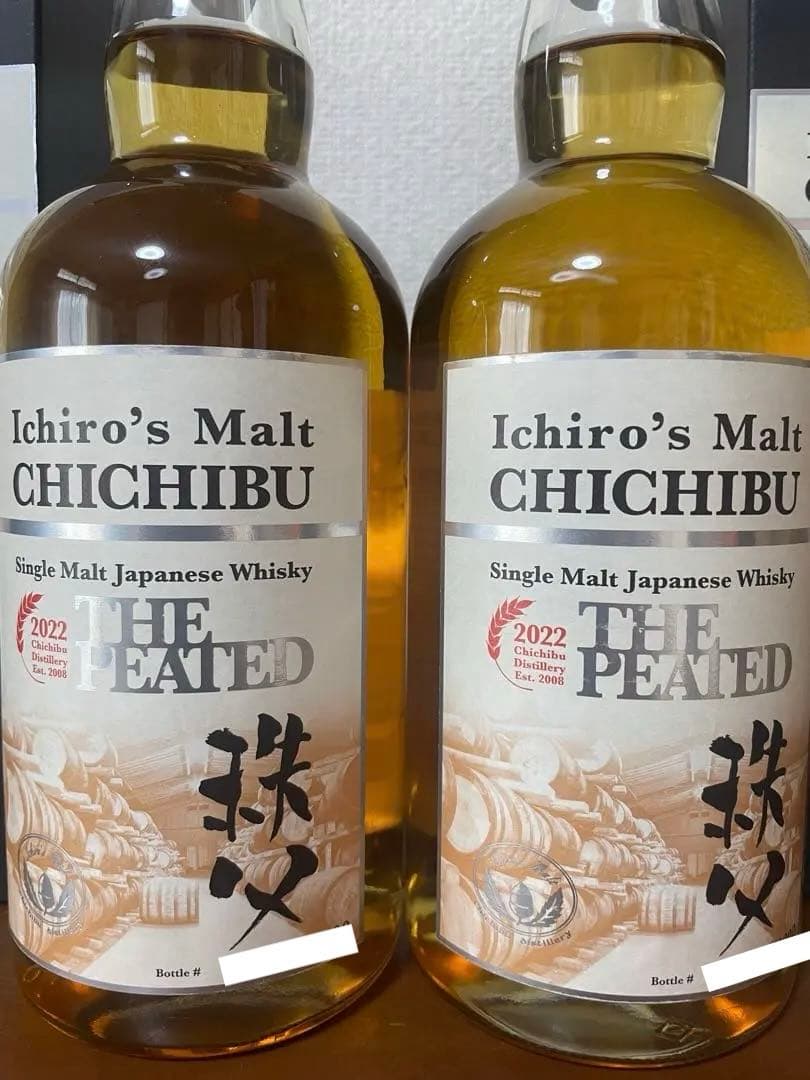 Ichiro's Malt
CHICHIBU
Single Malt Japanese Whisky
2022
Chichibu
Distillery
Est. 2008
THE
PEATED
秩父
Bottle #
Ichiro's Malt
CHICHIBU
Single Malt Japanese Whisky
2022
Chichibu
Distillery
Est. 2008
THE
PEATED
秩父
distillery
Bottle #